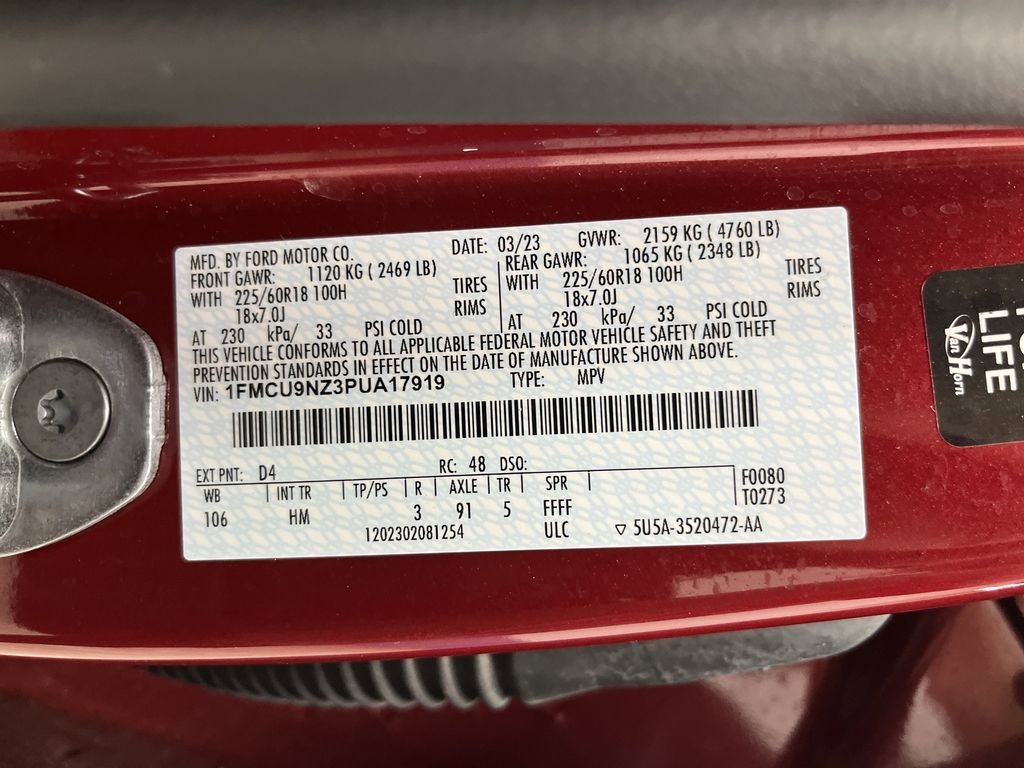 MFD. BY FORD MOTOR CO. DATE: 03/23 GVWR: 2159 KG ( 4760 LB)
FRONT GAWR: 1120 KG ( 2469 LB) REAR GAWR: 1065 KG ( 2348 LB)
WITH 225/60R18 100H TIRES WITH 225/60R18 100H TIRES
18x7.0J RIMS 18x7.0J RIMS
AT 230 kPa/ 33 PSI COLD AT 230 kPa/ 33 PSI COLD
THIS VEHICLE CONFORMS TO ALL APPLICABLE FEDERAL MOTOR VEHICLE SAFETY AND THEFT
PREVENTION STANDARDS IN EFFECT ON THE DATE OF MANUFACTURE SHOWN ABOVE.
VIN: 1FMCU9NZ3PUA17919 TYPE: MPV
EXT PNT: D4 RC: 48 DSO:
WB INT TR TP/PS R AXLE TR SPR F0080
106 HM 3 91 5 FFFF T0273
1202302081254 ULC ▽ 5U5A-3520472-AA
LIFE
Van Horn